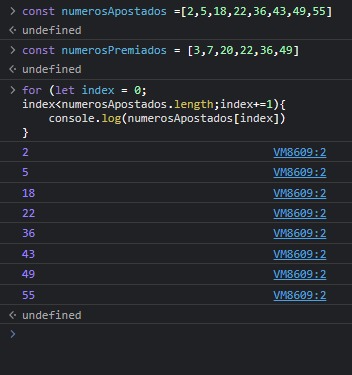 > const numerosApostados =[2,5,18,22,36,43,49,55]
undefined
> const numerosPremiados = [3,7,20,22,36,49]
undefined
> for (let index = 0;
index<numerosApostados.length;index+=1){
    console.log(numerosApostados[index])
}
2 VM8609:2
5 VM8609:2
18 VM8609:2
22 VM8609:2
36 VM8609:2
43 VM8609:2
49 VM8609:2
55 VM8609:2
undefined
>